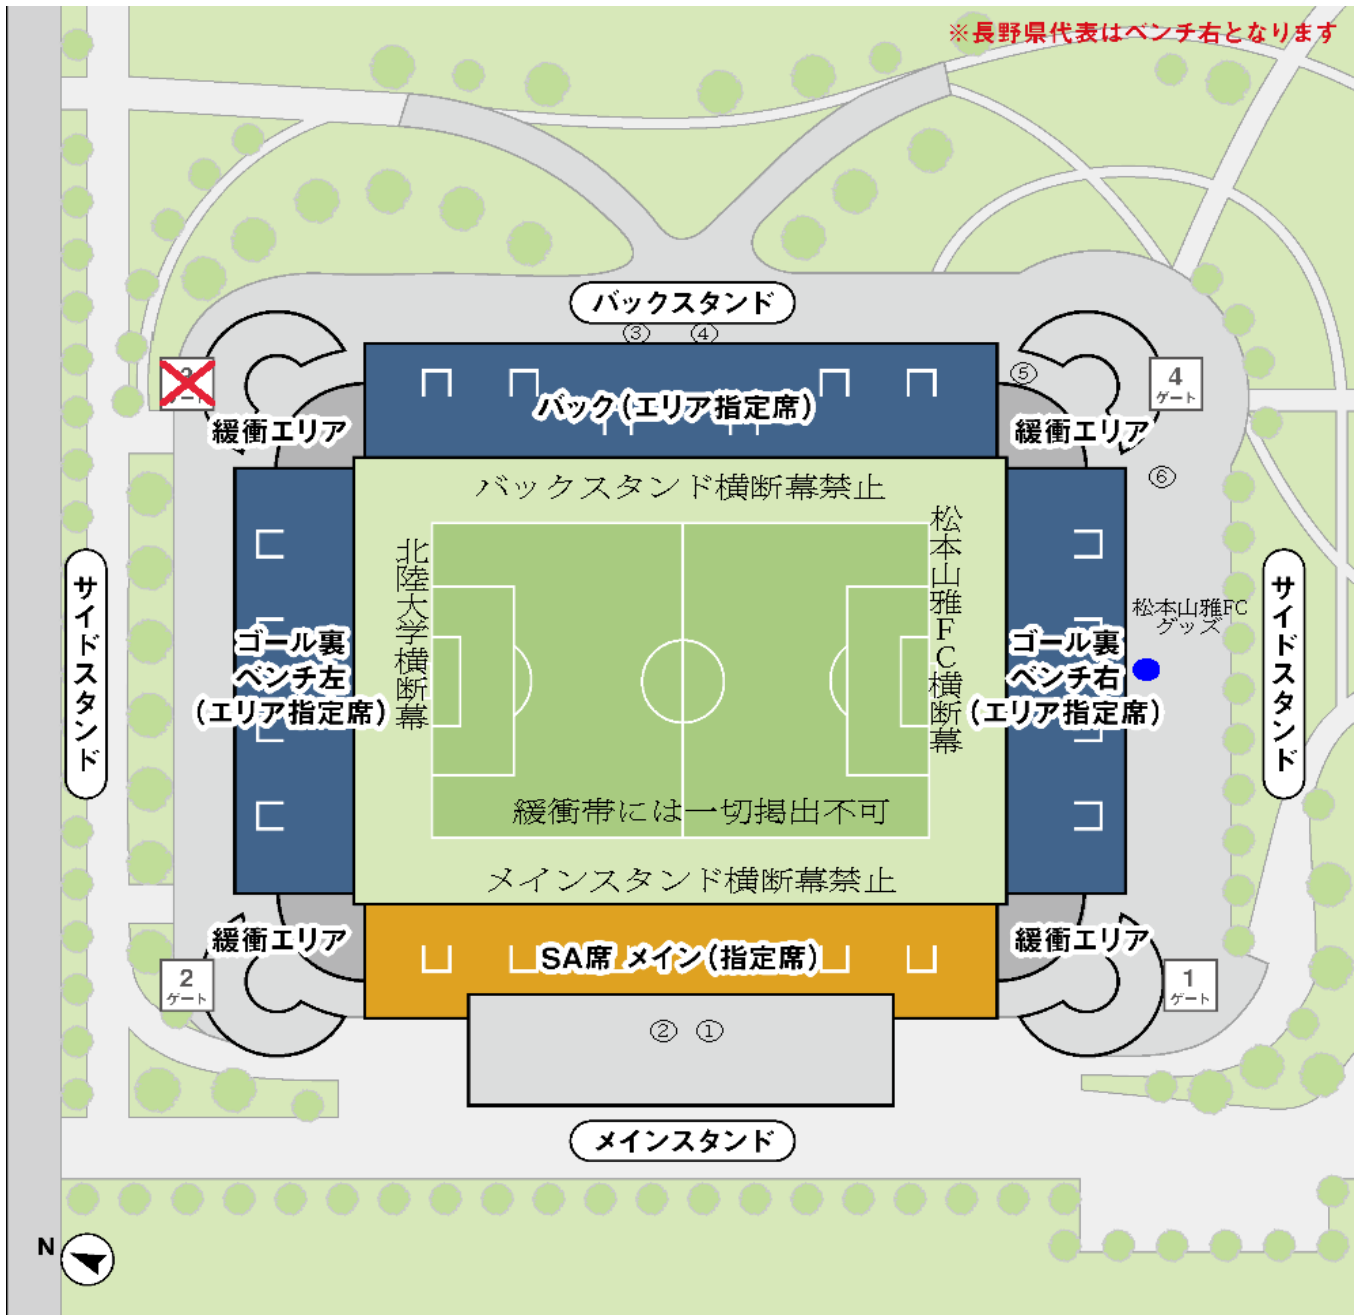 ※長野県代表はベンチ右となります
バックスタンド
③ ④
⑤
4
ゲート
バック(エリア指定席)
緩衝エリア
緩衝エリア
⑥
バックスタンド横断幕禁止
北陸大学横断幕
松本山雅FC横断幕
サイドスタンド
ゴール裏
ベンチ左
(エリア指定席)
ゴール裏
ベンチ右
(エリア指定席)
松本山雅FC
グッズ
サイドスタンド
緩衝帯には一切掲出不可
メインスタンド横断幕禁止
緩衝エリア
緩衝エリア
SA席 メイン(指定席)
2
ゲート
1
ゲート
② ①
メインスタンド
N